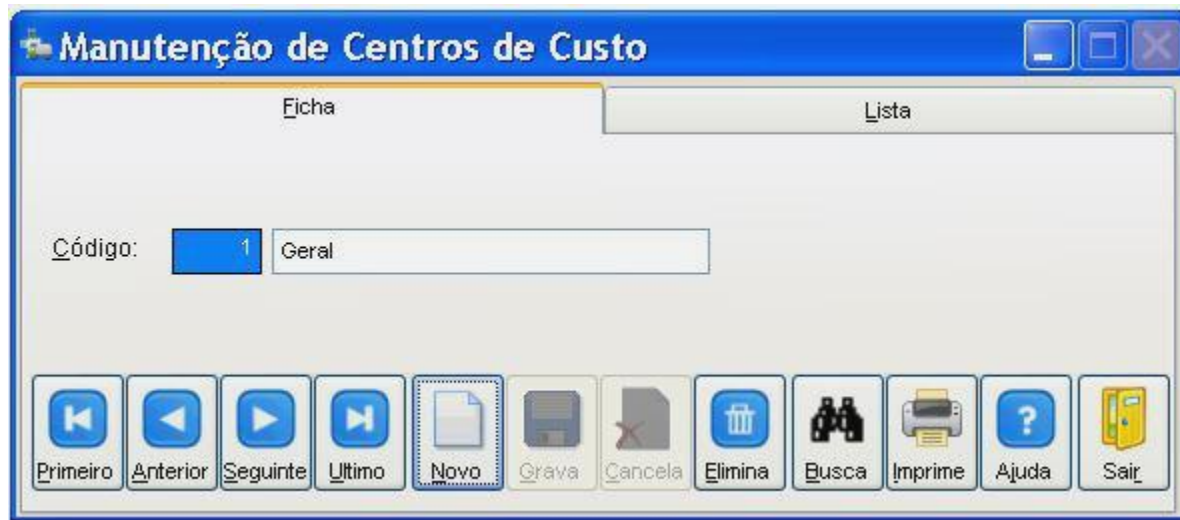 Manutenção de Centros de Custo
Ficha Lista
Código: 1 Geral
Primeiro Anterior Seguinte Ultimo Novo Grava Cancela Elimina Busca Imprime Ajuda Sair